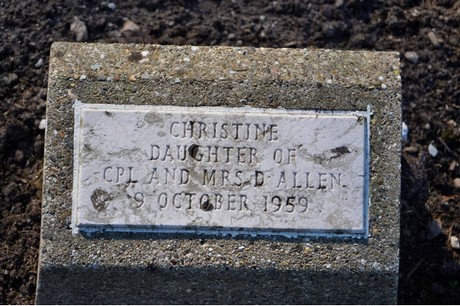 CHRISTINE
DAUGHTER OF
CPL AND MRS D ALLEN
9 OCTOBER 1959